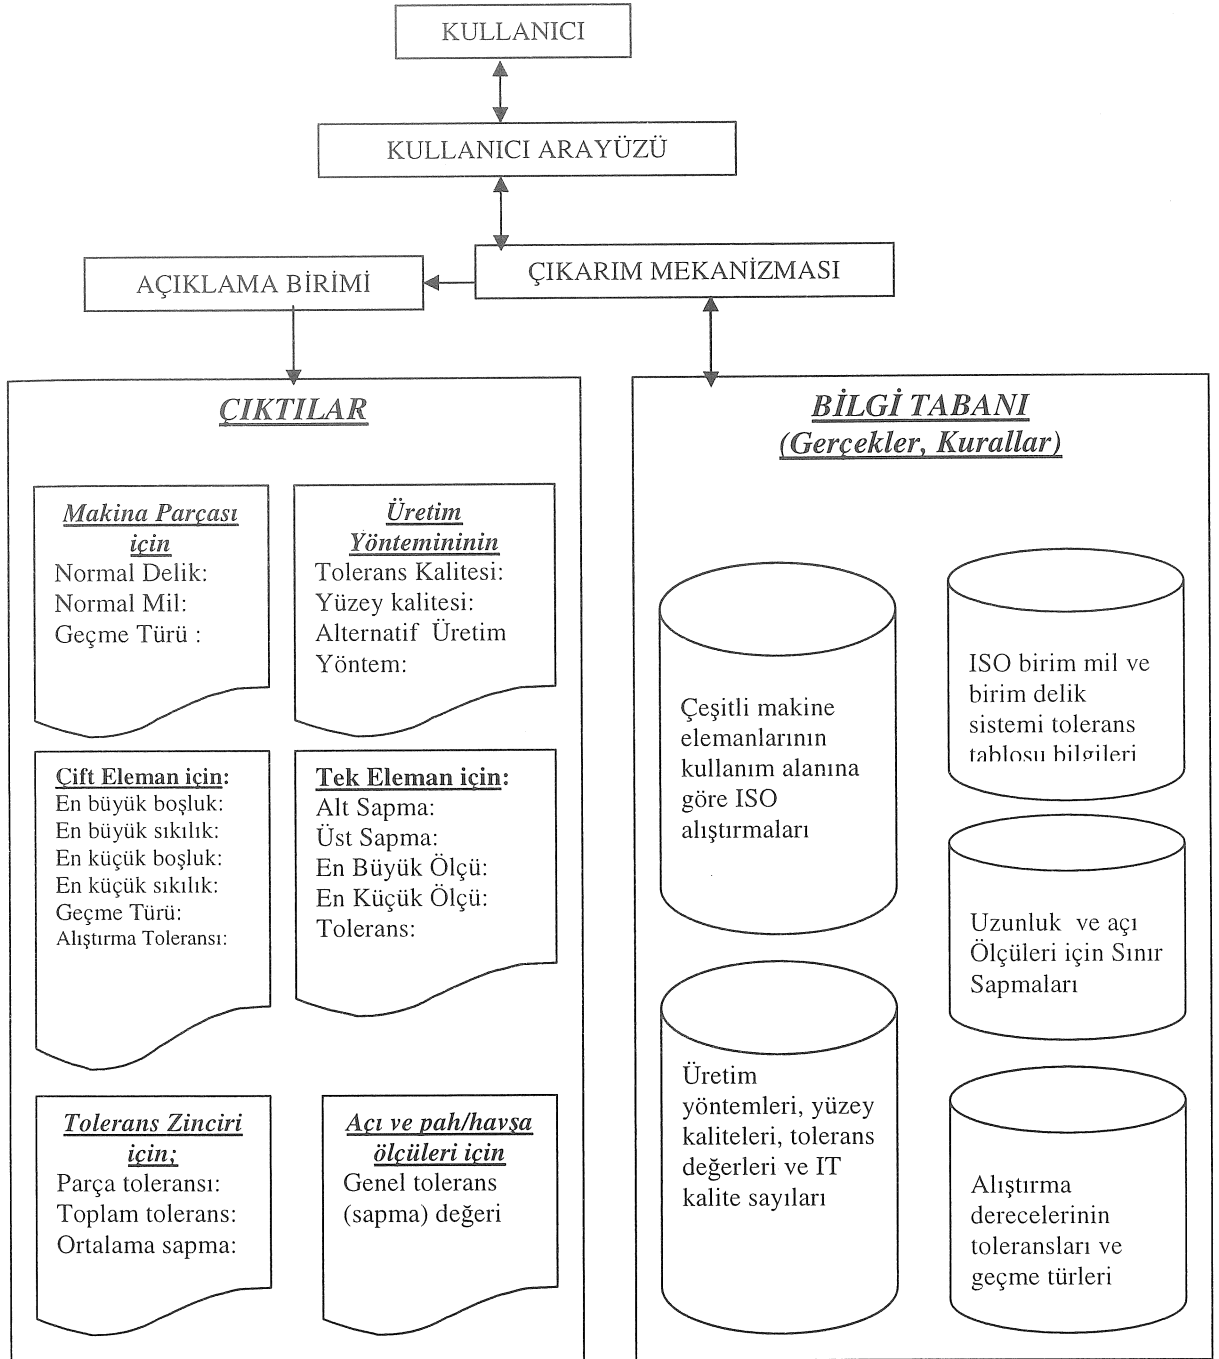 KULLANICI
KULLANICI ARAYÜZÜ
ÇIKARIM MEKANİZMASI
AÇIKLAMA BİRİMİ
ÇIKTILAR
Makina Parçası
için
Normal Delik:
Normal Mil:
Geçme Türü :
Üretim
Yöntemininin
Tolerans Kalitesi:
Yüzey kalitesi:
Alternatif Üretim
Yöntem:
Çift Eleman için:
En büyük boşluk:
En büyük sıkılık:
En küçük boşluk:
En küçük sıkılık:
Geçme Türü:
Alıştırma Toleransı:
Tek Eleman için:
Alt Sapma:
Üst Sapma:
En Büyük Ölçü:
En Küçük Ölçü:
Tolerans:
Tolerans Zinciri
için;
Parça toleransı:
Toplam tolerans:
Ortalama sapma:
Açı ve pah/havşa
ölçüleri için
Genel tolerans
(sapma) değeri
BİLGİ TABANI
(Gerçekler, Kurallar)
Çeşitli makine
elemanlarının
kullanım alanına
göre ISO
alıştırmaları
ISO birim mil ve
birim delik
sistemi tolerans
tablosu bilgileri
Uzunluk ve açı
Ölçüleri için Sınır
Sapmaları
Üretim
yöntemleri, yüzey
kaliteleri, tolerans
değerleri ve IT
kalite sayıları
Alıştırma
derecelerinin
toleransları ve
geçme türleri